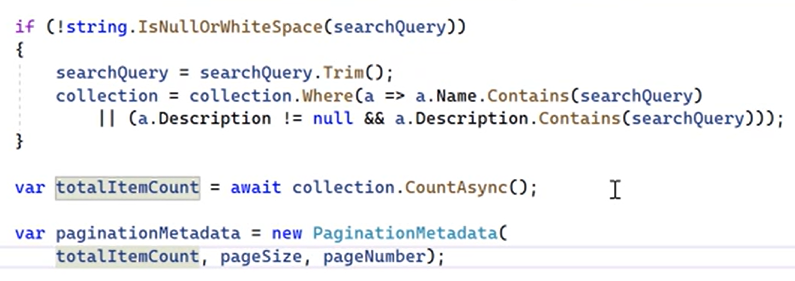 if (!string.IsNullOrWhiteSpace(searchQuery))
{
    searchQuery = searchQuery.Trim();
    collection = collection.Where(a => a.Name.Contains(searchQuery)
        || (a.Description != null && a.Description.Contains(searchQuery)));
}

var totalItemCount = await collection.CountAsync();

var paginationMetadata = new PaginationMetadata(
    totalItemCount, pageSize, pageNumber);